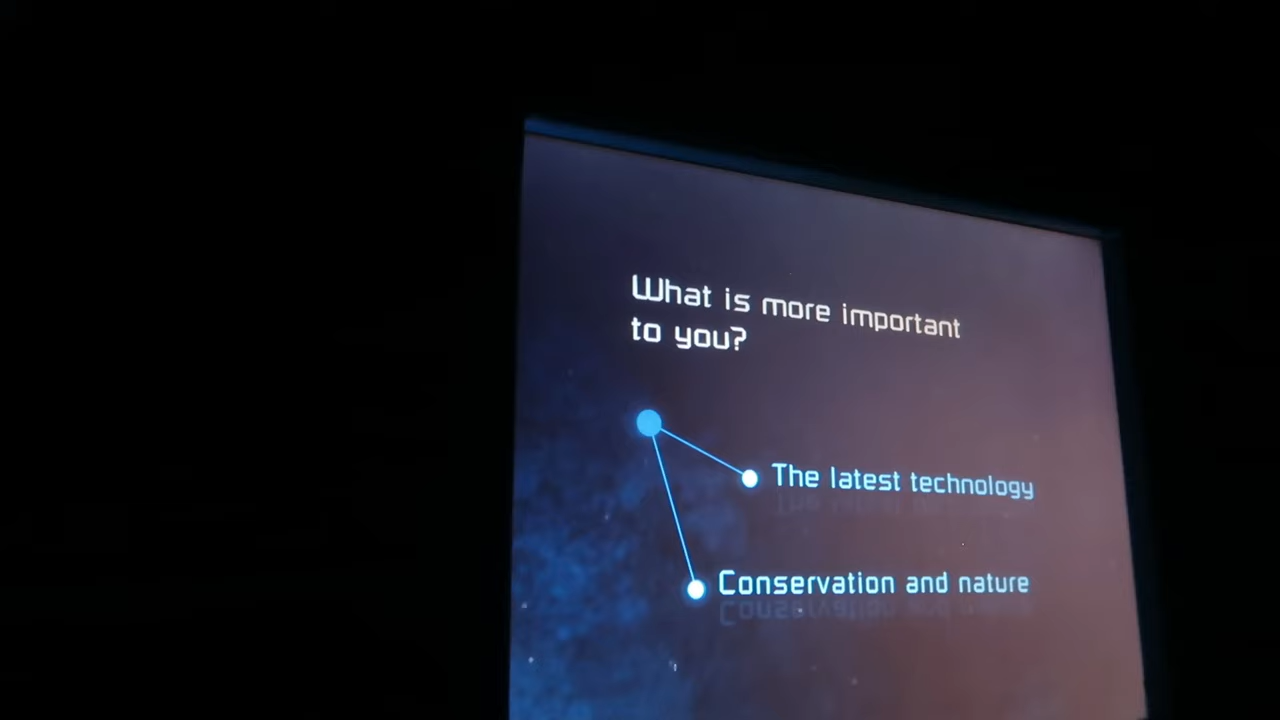 What is more important
to you?
The latest technology
Conservation and nature